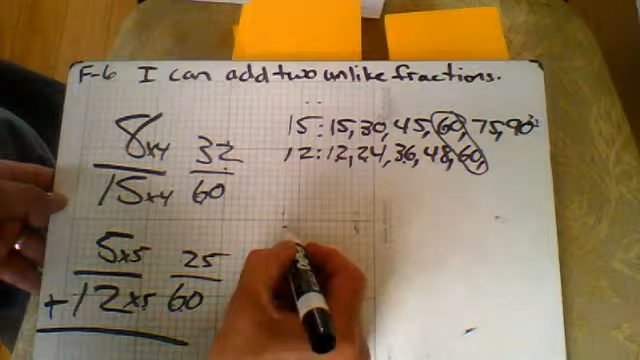 F-6 I can add two unlike fractions.
8x4 32
15x4 60
15:15,30,45,60,75,90
12:12,24,36,48,60,
5x5 25
+12x5 60